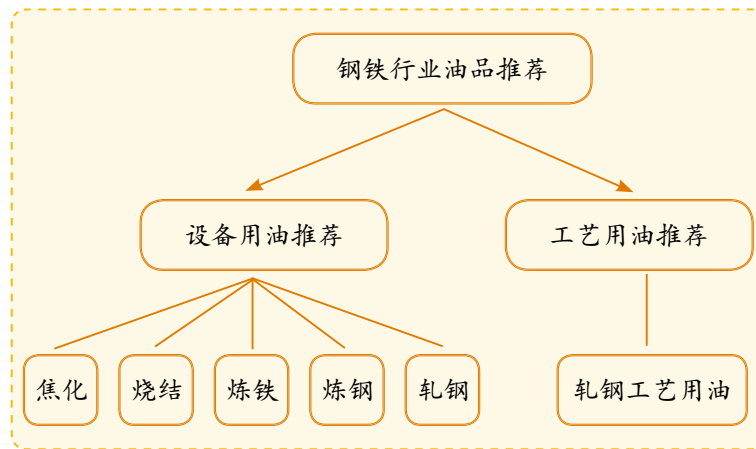 钢铁行业油品推荐
设备用油推荐
工艺用油推荐
焦化
烧结
炼铁
炼钢
轧钢
轧钢工艺用油